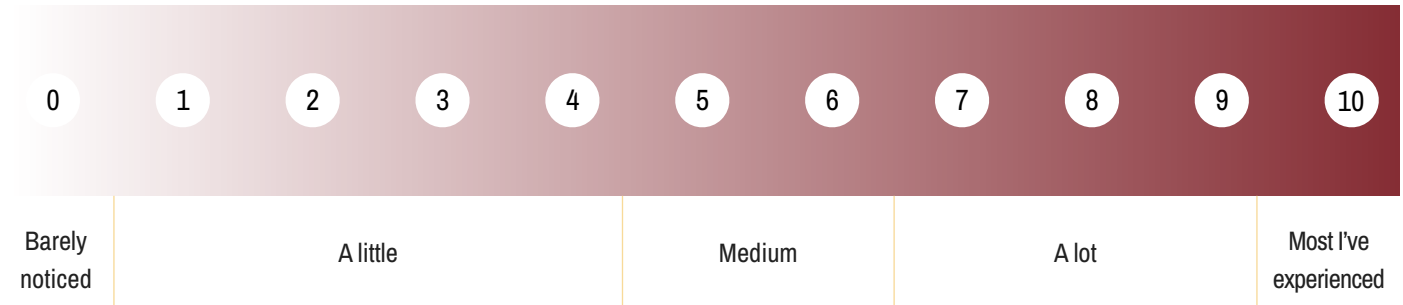 0 1 2 3 4 5 6 7 8 9 10
Barely
noticed
A little
Medium
A lot
Most I've
experienced